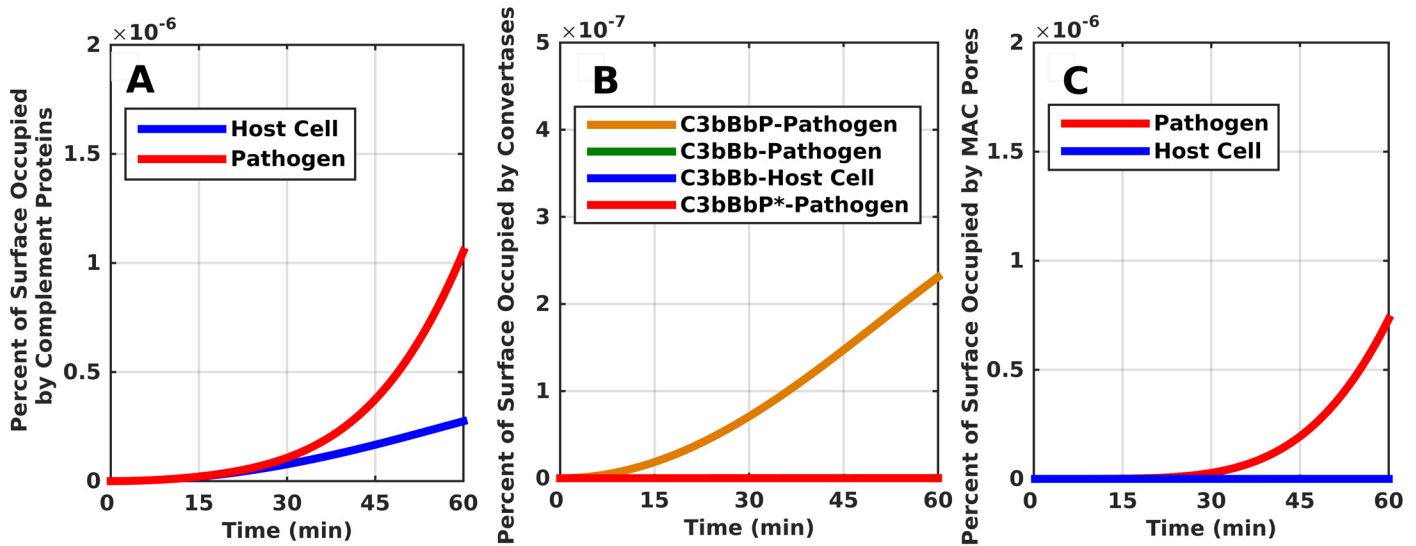 ×10⁻⁶
2
1.5
1
0.5
0
0 15 30 45 60
Time (min)
Percent of Surface Occupied
by Complement Proteins
A
Host Cell
Pathogen
×10⁻⁷
5
4
3
2
1
0
0 15 30 45 60
Time (min)
Percent of Surface Occupied by Convertases
B
C3bBbP-Pathogen
C3bBb-Pathogen
C3bBb-Host Cell
C3bBbP*-Pathogen
×10⁻⁶
2
1.5
1
0.5
0
0 15 30 45 60
Time (min)
Percent of Surface Occupied by MAC Pores
C
Pathogen
Host Cell